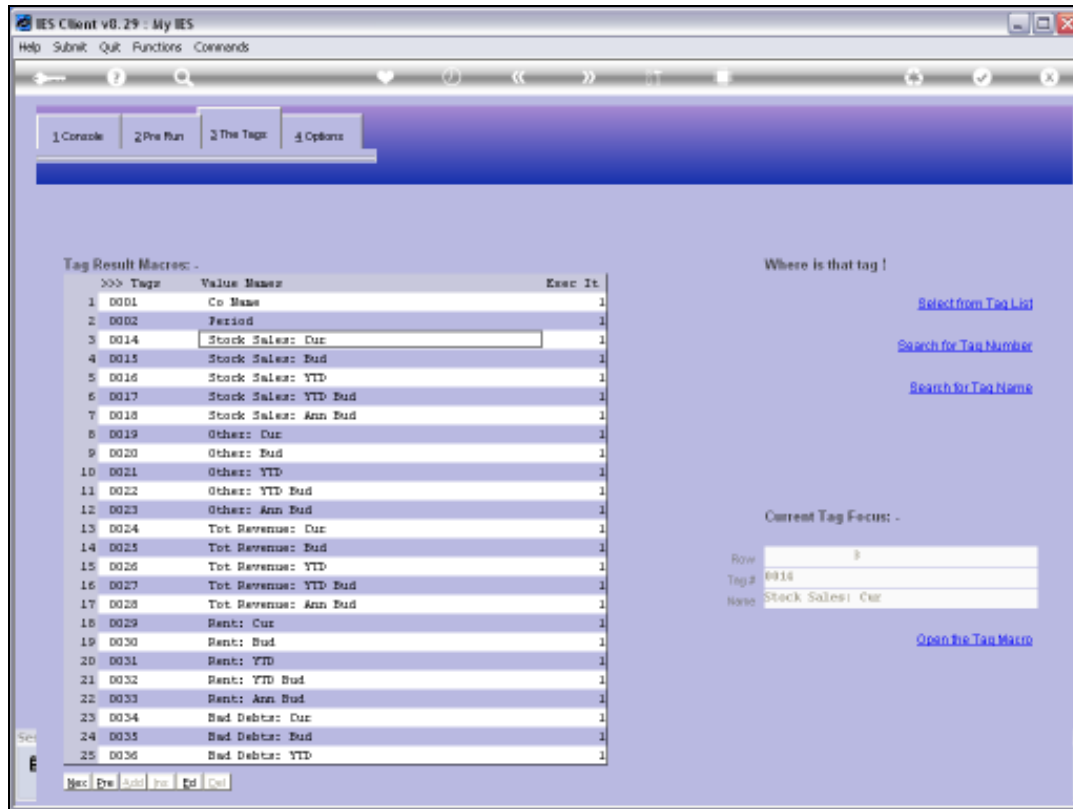 IES Client v8.29 : My IES
Help Submit Quit Functions Commands
1 Console 2 Pre Run 3 The Tags 4 Options
Tag Result Macros: -
>>> Tags Value Names Exec It
1 0001 Co Name 1
2 0002 Period 1
3 0014 Stock Sales: Cur 1
4 0015 Stock Sales: Bud 1
5 0016 Stock Sales: YTD 1
6 0017 Stock Sales: YTD Bud 1
7 0018 Stock Sales: Ann Bud 1
8 0019 Other: Cur 1
9 0020 Other: Bud 1
10 0021 Other: YTD 1
11 0022 Other: YTD Bud 1
12 0023 Other: Ann Bud 1
13 0024 Tot Revenue: Cur 1
14 0025 Tot Revenue: Bud 1
15 0026 Tot Revenue: YTD 1
16 0027 Tot Revenue: YTD Bud 1
17 0028 Tot Revenue: Ann Bud 1
18 0029 Rent: Cur 1
19 0030 Rent: Bud 1
20 0031 Rent: YTD 1
21 0032 Rent: YTD Bud 1
22 0033 Rent: Ann Bud 1
23 0034 Bad Debts: Cur 1
24 0035 Bad Debts: Bud 1
25 0036 Bad Debts: YTD 1
Nex Pre Add Ins Ed Del
Where is that tag !
Select from Tag List
Search for Tag Number
Search for Tag Name
Current Tag Focus: -
Row 3
Tag # 0014
Name Stock Sales: Cur
Open the Tag Macro